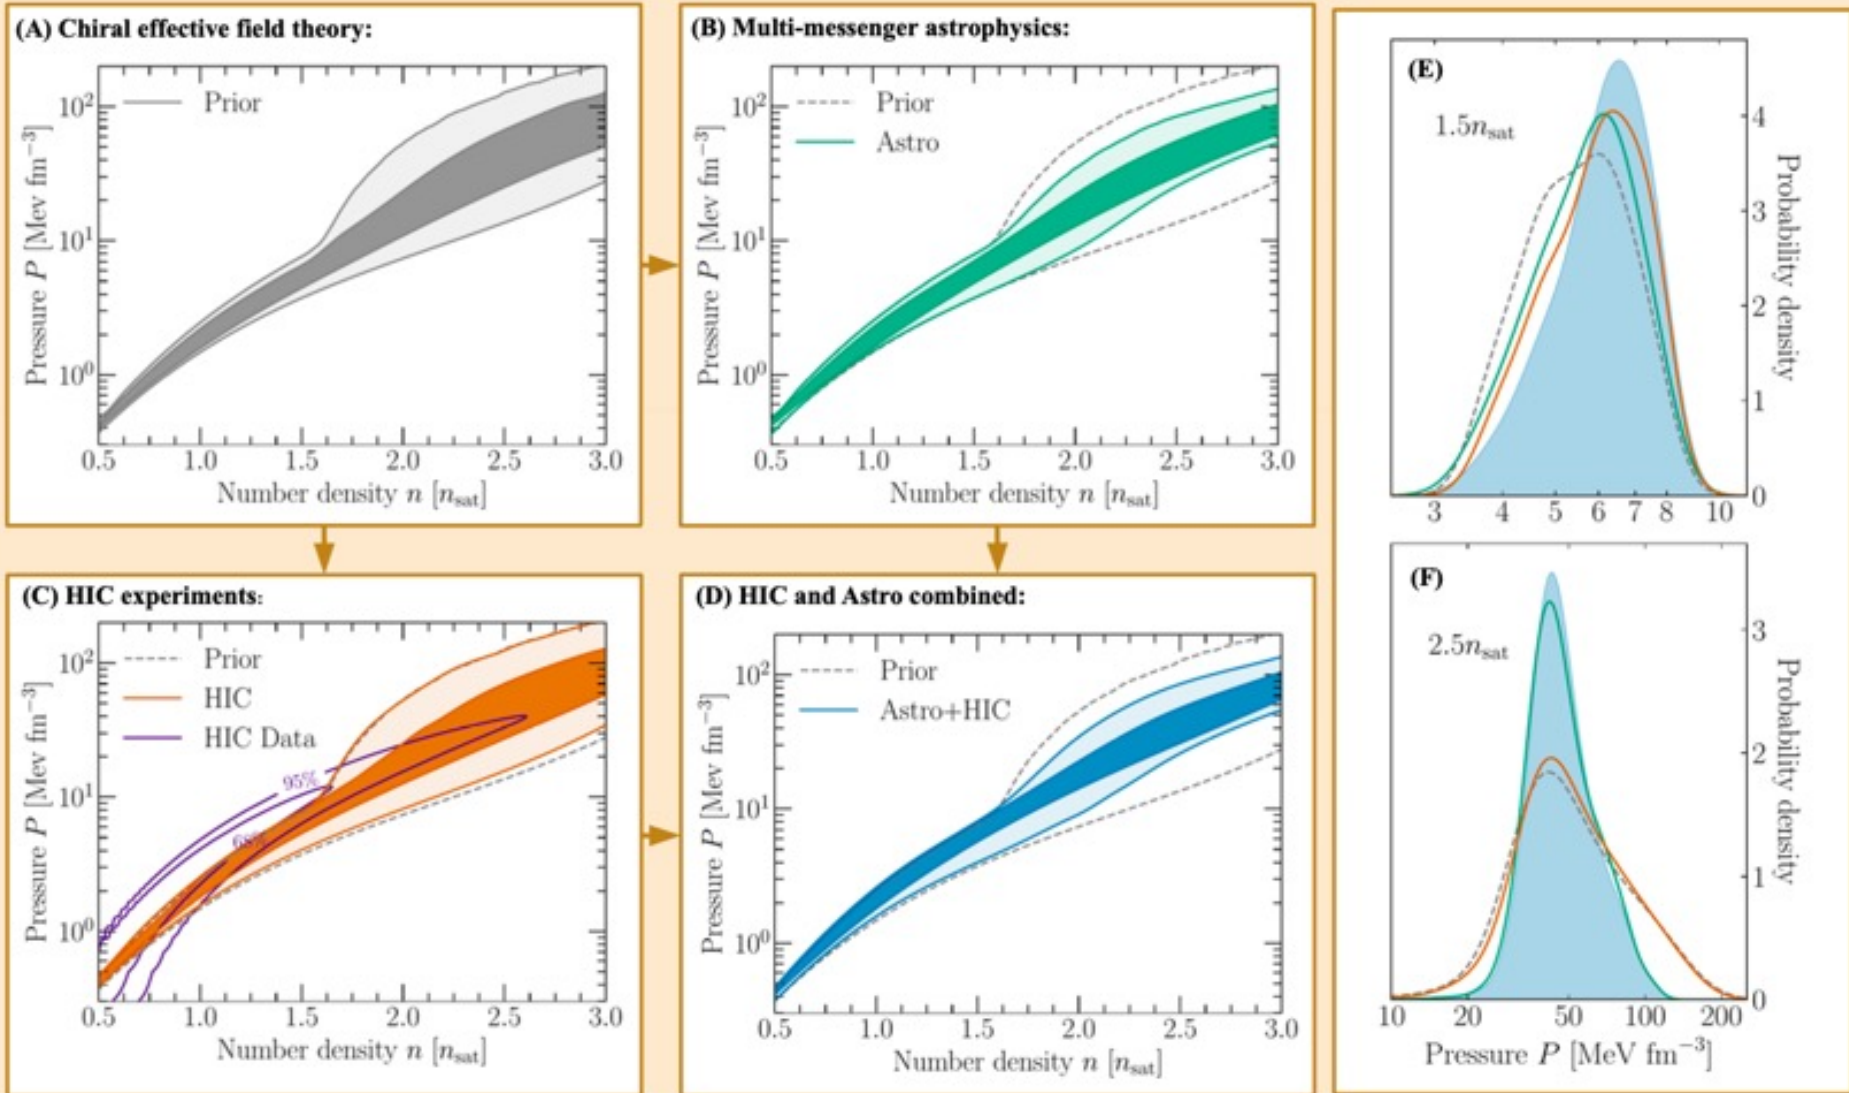 (A) Chiral effective field theory:
Prior
10²
10¹
10⁰
Pressure P [Mev fm⁻³]
0.5 1.0 1.5 2.0 2.5 3.0
Number density n [n_sat]
(B) Multi-messenger astrophysics:
Prior
Astro
10²
10¹
10⁰
Pressure P [Mev fm⁻³]
0.5 1.0 1.5 2.0 2.5 3.0
Number density n [n_sat]
(C) HIC experiments:
Prior
HIC
HIC Data
95%
68%
10²
10¹
10⁰
Pressure P [Mev fm⁻³]
0.5 1.0 1.5 2.0 2.5 3.0
Number density n [n_sat]
(D) HIC and Astro combined:
Prior
Astro+HIC
10²
10¹
10⁰
Pressure P [Mev fm⁻³]
0.5 1.0 1.5 2.0 2.5 3.0
Number density n [n_sat]
(E)
1.5n_sat
4
3
2
1
0
Probability density
3 4 5 6 7 8 10
(F)
2.5n_sat
3
2
1
0
Probability density
10 20 50 100 200
Pressure P [MeV fm⁻³]